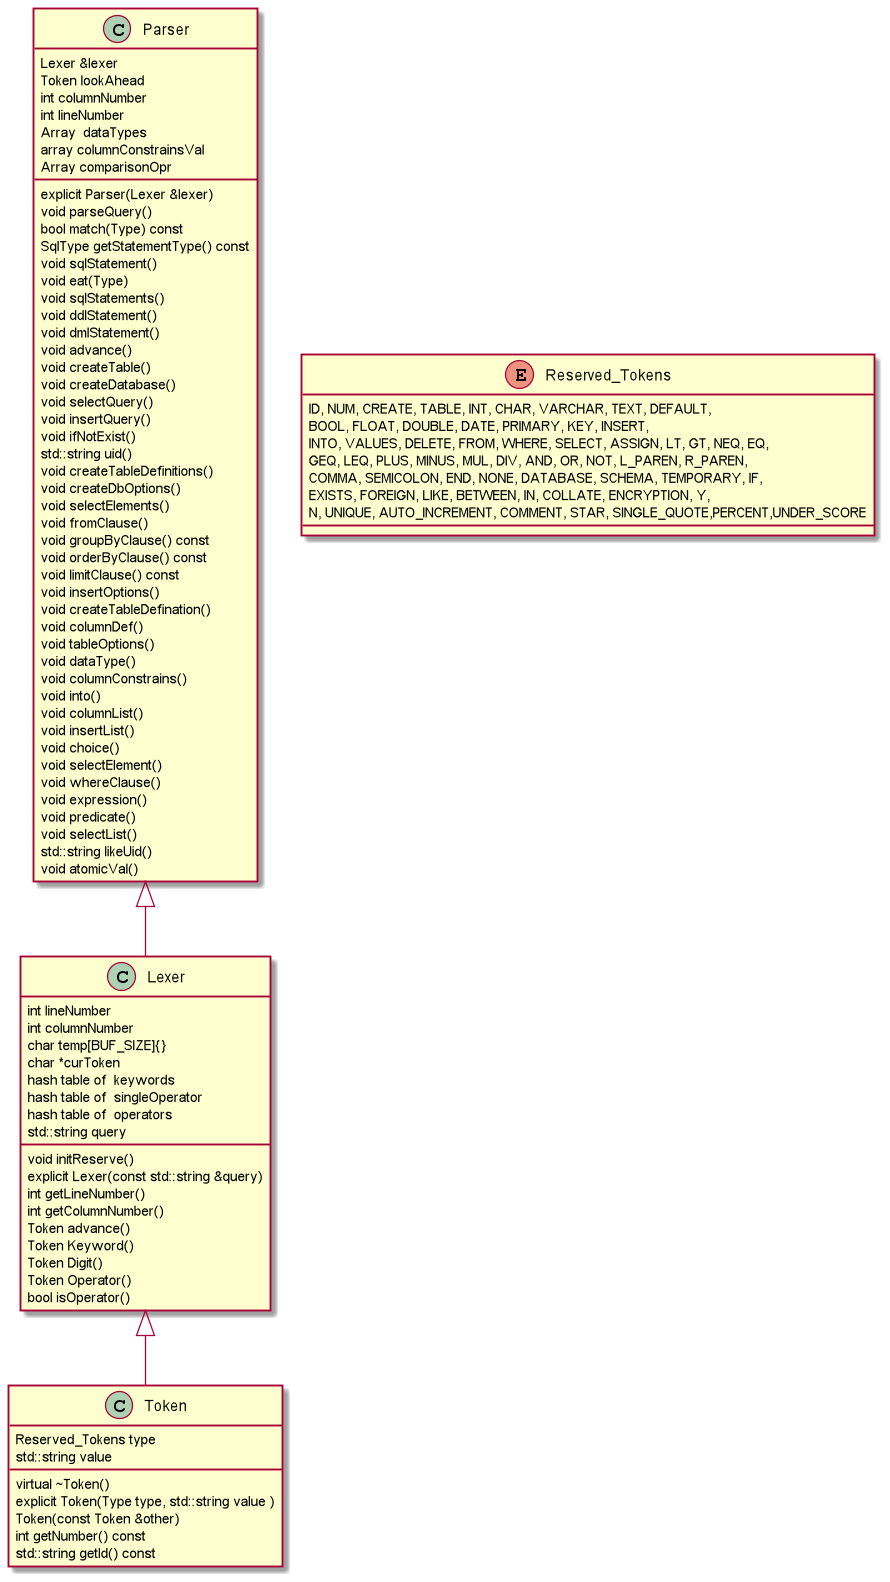 C Parser
Lexer &lexer
Token lookAhead
int columnNumber
int lineNumber
Array  dataTypes
array columnConstrainsVal
Array comparisonOpr
explicit Parser(Lexer &lexer)
void parseQuery()
bool match(Type) const
SqlType getStatementType() const
void sqlStatement()
void eat(Type)
void sqlStatements()
void ddlStatement()
void dmlStatement()
void advance()
void createTable()
void createDatabase()
void selectQuery()
void insertQuery()
void ifNotExist()
std::string uid()
void createTableDefinitions()
void createDbOptions()
void selectElements()
void fromClause()
void groupByClause() const
void orderByClause() const
void limitClause() const
void insertOptions()
void createTableDefination()
void columnDef()
void tableOptions()
void dataType()
void columnConstrains()
void into()
void columnList()
void insertList()
void choice()
void selectElement()
void whereClause()
void expression()
void predicate()
void selectList()
std::string likeUid()
void atomicVal()
E Reserved_Tokens
ID, NUM, CREATE, TABLE, INT, CHAR, VARCHAR, TEXT, DEFAULT,
BOOL, FLOAT, DOUBLE, DATE, PRIMARY, KEY, INSERT,
INTO, VALUES, DELETE, FROM, WHERE, SELECT, ASSIGN, LT, GT, NEQ, EQ,
GEQ, LEQ, PLUS, MINUS, MUL, DIV, AND, OR, NOT, L_PAREN, R_PAREN,
COMMA, SEMICOLON, END, NONE, DATABASE, SCHEMA, TEMPORARY, IF,
EXISTS, FOREIGN, LIKE, BETWEEN, IN, COLLATE, ENCRYPTION, Y,
N, UNIQUE, AUTO_INCREMENT, COMMENT, STAR, SINGLE_QUOTE,PERCENT,UNDER_SCORE
C Lexer
int lineNumber
int columnNumber
char temp[BUF_SIZE]{}
char *curToken
hash table of  keywords
hash table of  singleOperator
hash table of  operators
std::string query
void initReserve()
explicit Lexer(const std::string &query)
int getLineNumber()
int getColumnNumber()
Token advance()
Token Keyword()
Token Digit()
Token Operator()
bool isOperator()
C Token
Reserved_Tokens type
std::string value
virtual ~Token()
explicit Token(Type type, std::string value )
Token(const Token &other)
int getNumber() const
std::string getId() const